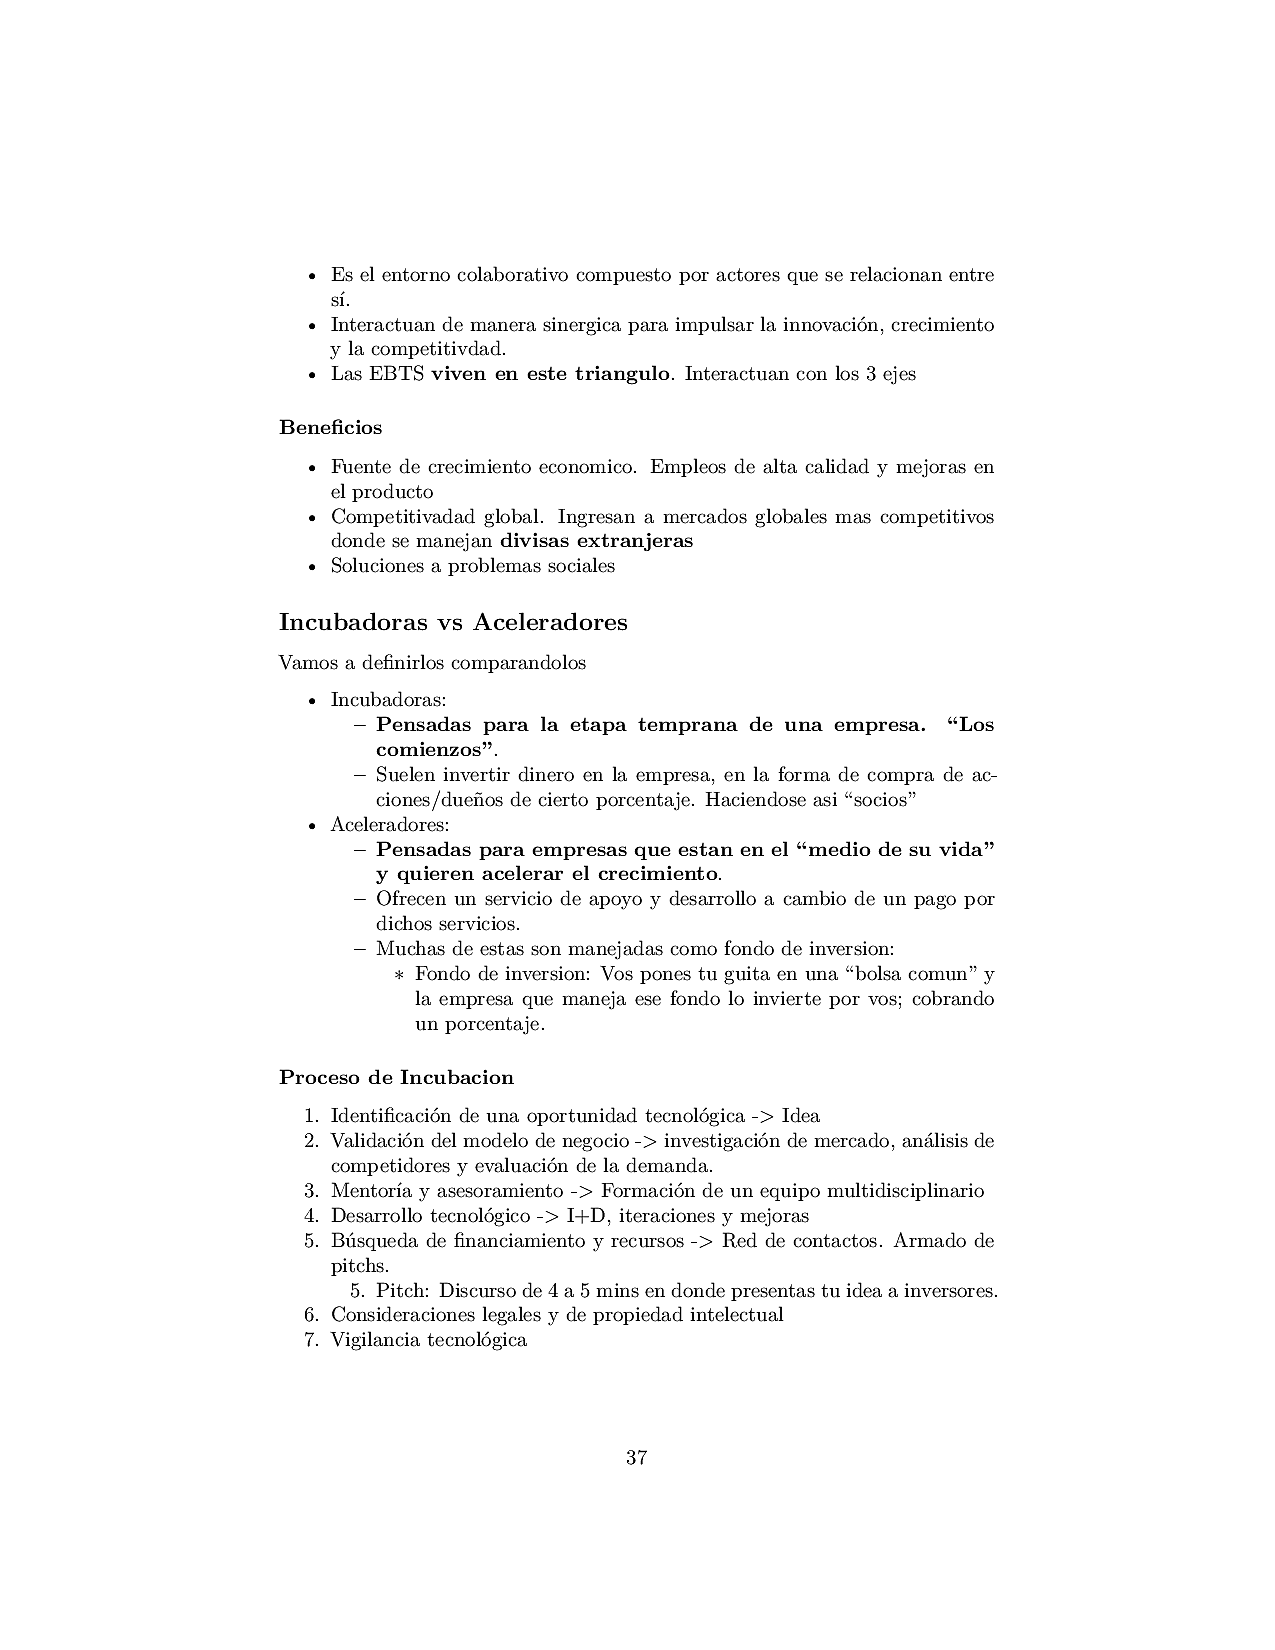 • Es el entorno colaborativo compuesto por actores que se relacionan entre
sí.
• Interactuan de manera sinergica para impulsar la innovación, crecimiento
y la competitivdad.
• Las EBTS viven en este triangulo. Interactuan con los 3 ejes
Beneficios
• Fuente de crecimiento economico. Empleos de alta calidad y mejoras en
el producto
• Competitivadad global. Ingresan a mercados globales mas competitivos
donde se manejan divisas extranjeras
• Soluciones a problemas sociales
Incubadoras vs Aceleradores
Vamos a definirlos comparandolos
• Incubadoras:
– Pensadas para la etapa temprana de una empresa. “Los
comienzos”.
– Suelen invertir dinero en la empresa, en la forma de compra de ac-
ciones/dueños de cierto porcentaje. Haciendose asi “socios”
• Aceleradores:
– Pensadas para empresas que estan en el “medio de su vida”
y quieren acelerar el crecimiento.
– Ofrecen un servicio de apoyo y desarrollo a cambio de un pago por
dichos servicios.
– Muchas de estas son manejadas como fondo de inversion:
∗ Fondo de inversion: Vos pones tu guita en una “bolsa comun” y
la empresa que maneja ese fondo lo invierte por vos; cobrando
un porcentaje.
Proceso de Incubacion
1. Identificación de una oportunidad tecnológica -> Idea
2. Validación del modelo de negocio -> investigación de mercado, análisis de
competidores y evaluación de la demanda.
3. Mentoría y asesoramiento -> Formación de un equipo multidisciplinario
4. Desarrollo tecnológico -> I+D, iteraciones y mejoras
5. Búsqueda de financiamiento y recursos -> Red de contactos. Armado de
pitchs.
5. Pitch: Discurso de 4 a 5 mins en donde presentas tu idea a inversores.
6. Consideraciones legales y de propiedad intelectual
7. Vigilancia tecnológica
37